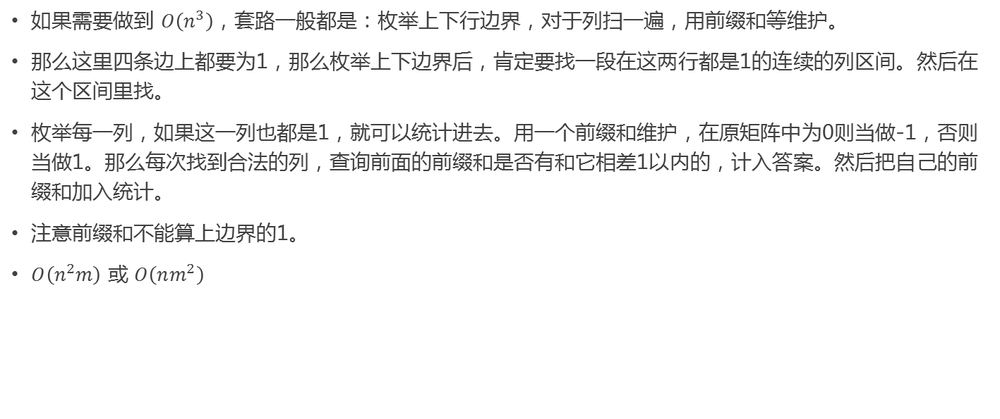 • 如果需要做到 O(n³)，套路一般都是：枚举上下行边界，对于列扫一遍，用前缀和等维护。
• 那么这里四条边上都要为1，那么枚举上下边界后，肯定要找一段在这两行都是1的连续的列区间。然后在
这个区间里找。
• 枚举每一列，如果这一列也都是1，就可以统计进去。用一个前缀和维护，在原矩阵中为0则当做-1，否则
当做1。那么每次找到合法的列，查询前面的前缀和是否有和它相差1以内的，计入答案。然后把自己的前
缀和加入统计。
• 注意前缀和不能算上边界的1。
• O(n²m) 或 O(nm²)